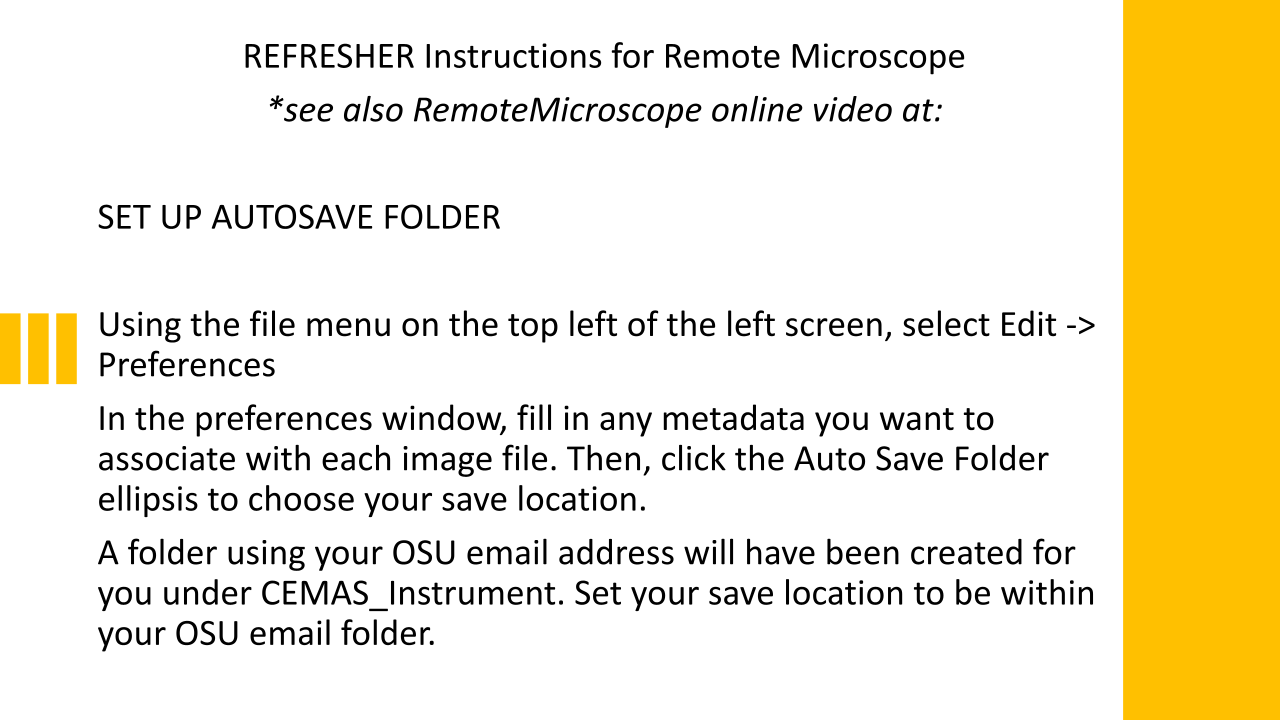 REFRESHER Instructions for Remote Microscope
*see also RemoteMicroscope online video at:
SET UP AUTOSAVE FOLDER
Using the file menu on the top left of the left screen, select Edit ->
Preferences
In the preferences window, fill in any metadata you want to
associate with each image file. Then, click the Auto Save Folder
ellipsis to choose your save location.
A folder using your OSU email address will have been created for
you under CEMAS_Instrument. Set your save location to be within
your OSU email folder.